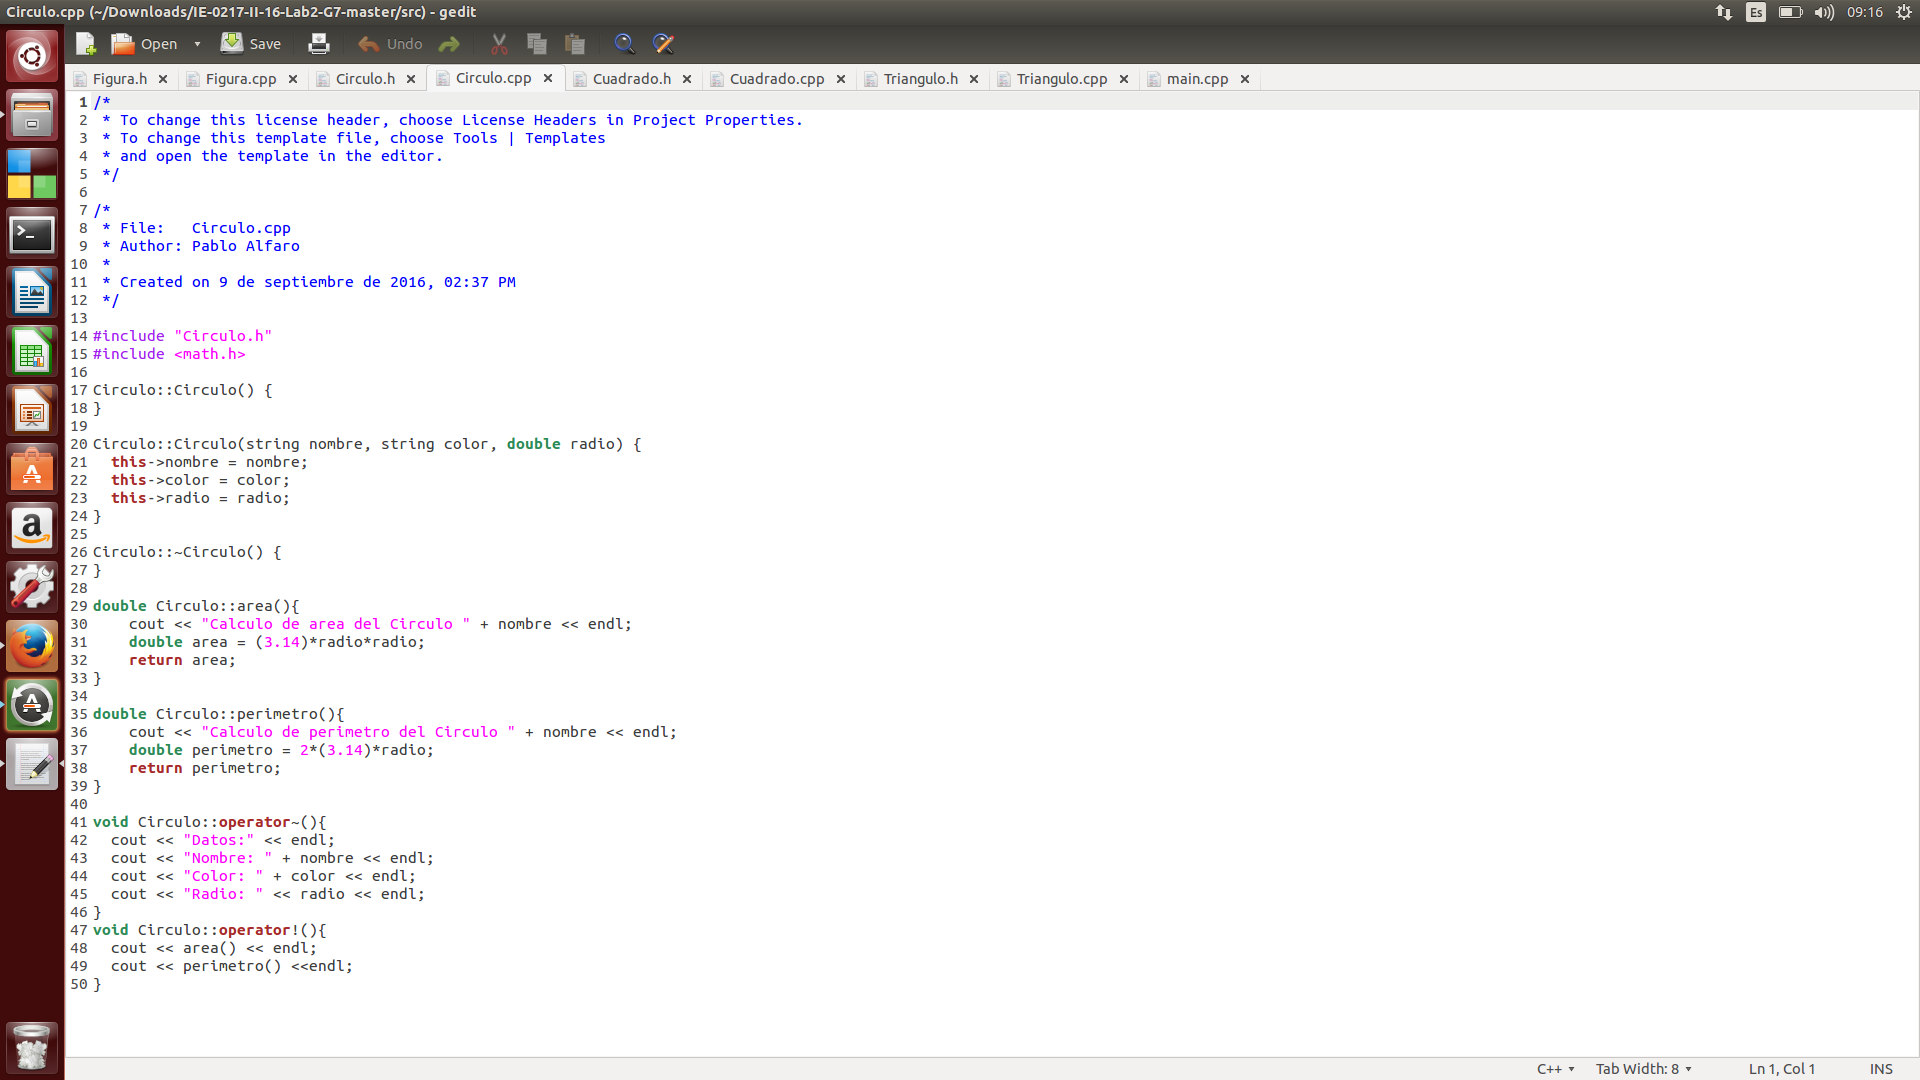 Circulo.cpp (~/Downloads/IE-0217-II-16-Lab2-G7-master/src) - gedit
Es
09:16
Open
Save
Undo
Figura.h
Figura.cpp
Circulo.h
Circulo.cpp
Cuadrado.h
Cuadrado.cpp
Triangulo.h
Triangulo.cpp
main.cpp
1 /*
2  * To change this license header, choose License Headers in Project Properties.
3  * To change this template file, choose Tools | Templates
4  * and open the template in the editor.
5  */
6
7 /*
8  * File:   Circulo.cpp
9  * Author: Pablo Alfaro
10  *
11  * Created on 9 de septiembre de 2016, 02:37 PM
12  */
13
14 #include "Circulo.h"
15 #include <math.h>
16
17 Circulo::Circulo() {
18 }
19
20 Circulo::Circulo(string nombre, string color, double radio) {
21   this->nombre = nombre;
22   this->color = color;
23   this->radio = radio;
24 }
25
26 Circulo::~Circulo() {
27 }
28
29 double Circulo::area(){
30     cout << "Calculo de area del Circulo " + nombre << endl;
31     double area = (3.14)*radio*radio;
32     return area;
33 }
34
35 double Circulo::perimetro(){
36     cout << "Calculo de perimetro del Circulo " + nombre << endl;
37     double perimetro = 2*(3.14)*radio;
38     return perimetro;
39 }
40
41 void Circulo::operator~(){
42   cout << "Datos:" << endl;
43   cout << "Nombre: " + nombre << endl;
44   cout << "Color: " + color << endl;
45   cout << "Radio: " << radio << endl;
46 }
47 void Circulo::operator!(){
48   cout << area() << endl;
49   cout << perimetro() <<endl;
50 }
C++
Tab Width: 8
Ln 1, Col 1
INS